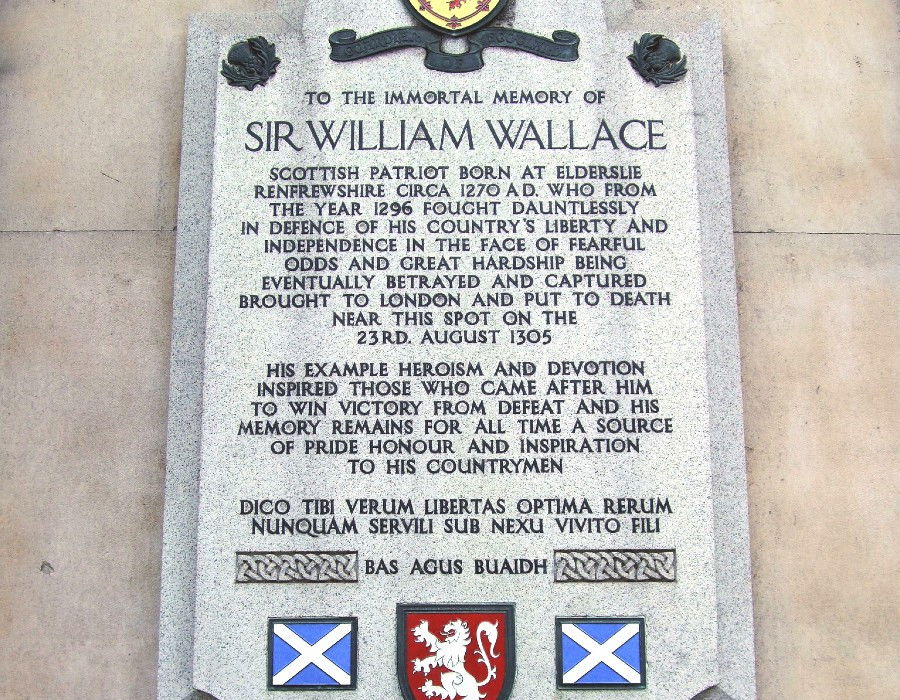 TO THE IMMORTAL MEMORY OF
SIR WILLIAM WALLACE
SCOTTISH PATRIOT BORN AT ELDERSLIE
RENFREWSHIRE CIRCA 1270 A.D. WHO FROM
THE YEAR 1296 FOUGHT DAUNTLESSLY
IN DEFENCE OF HIS COUNTRY'S LIBERTY AND
INDEPENDENCE IN THE FACE OF FEARFUL
ODDS AND GREAT HARDSHIP BEING
EVENTUALLY BETRAYED AND CAPTURED
BROUGHT TO LONDON AND PUT TO DEATH
NEAR THIS SPOT ON THE
23RD. AUGUST 1305
HIS EXAMPLE HEROISM AND DEVOTION
INSPIRED THOSE WHO CAME AFTER HIM
TO WIN VICTORY FROM DEFEAT AND HIS
MEMORY REMAINS FOR ALL TIME A SOURCE
OF PRIDE HONOUR AND INSPIRATION
TO HIS COUNTRYMEN
DICO TIBI VERUM LIBERTAS OPTIMA RERUM
NUNQUAM SERVILI SUB NEXU VIVITO FILI
BAS AGUS BUAIDH